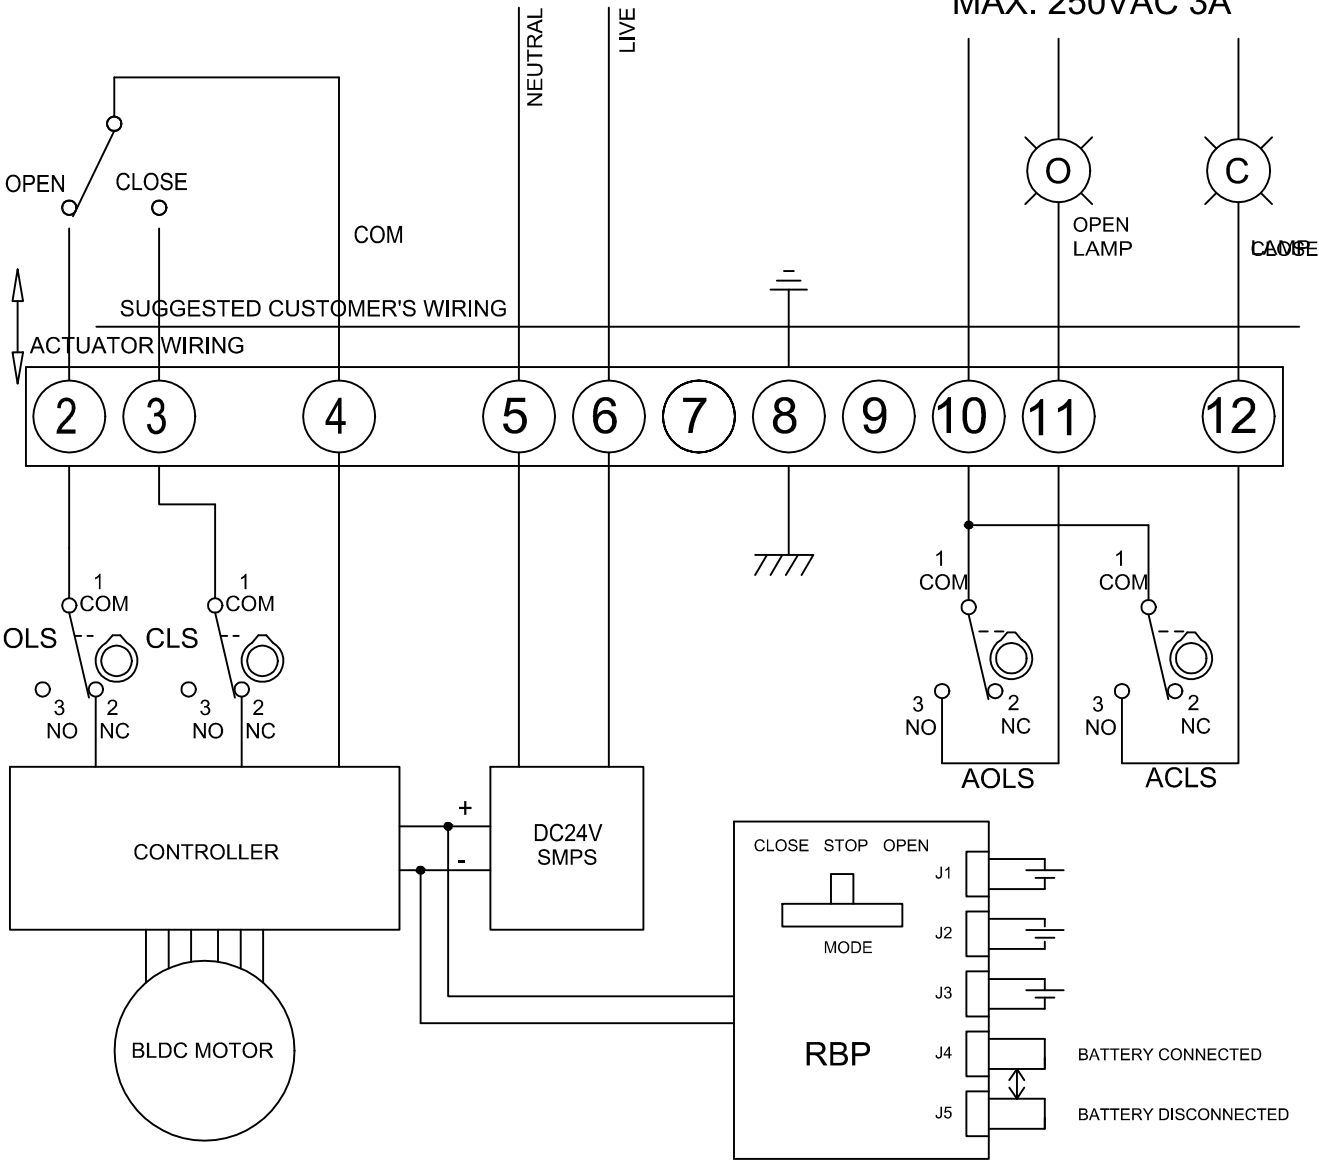 MAX. 250VAC 3A
NEUTRAL
LIVE
OPEN
CLOSE
COM
O
C
OPEN
LAMP
CLOSE
LAMP
SUGGESTED CUSTOMER'S WIRING
ACTUATOR WIRING
2
3
4
5
6
7
8
9
10
11
12
1
COM
1
COM
1
COM
1
COM
OLS
CLS
3
NO
2
NC
3
NO
2
NC
3
NO
2
NC
3
NO
2
NC
AOLS
ACLS
CONTROLLER
+
-
DC24V
SMPS
CLOSE STOP OPEN
MODE
J1
J2
J3
RBP
J4
BATTERY CONNECTED
J5
BATTERY DISCONNECTED
BLDC MOTOR